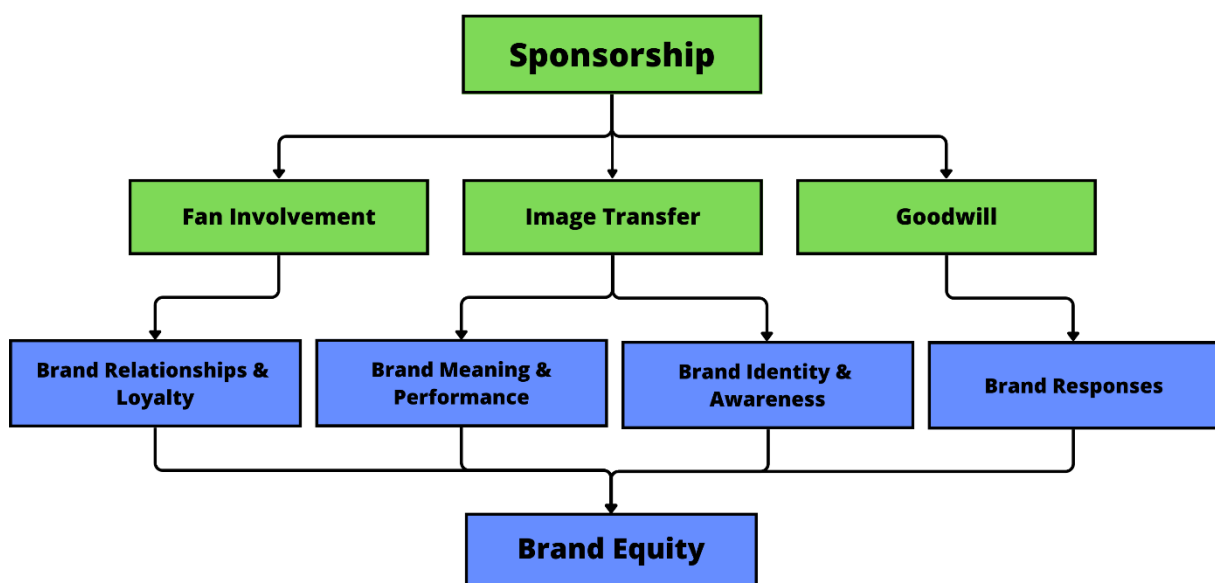 Sponsorship
Fan Involvement
Image Transfer
Goodwill
Brand Relationships &
Loyalty
Brand Meaning &
Performance
Brand Identity &
Awareness
Brand Responses
Brand Equity